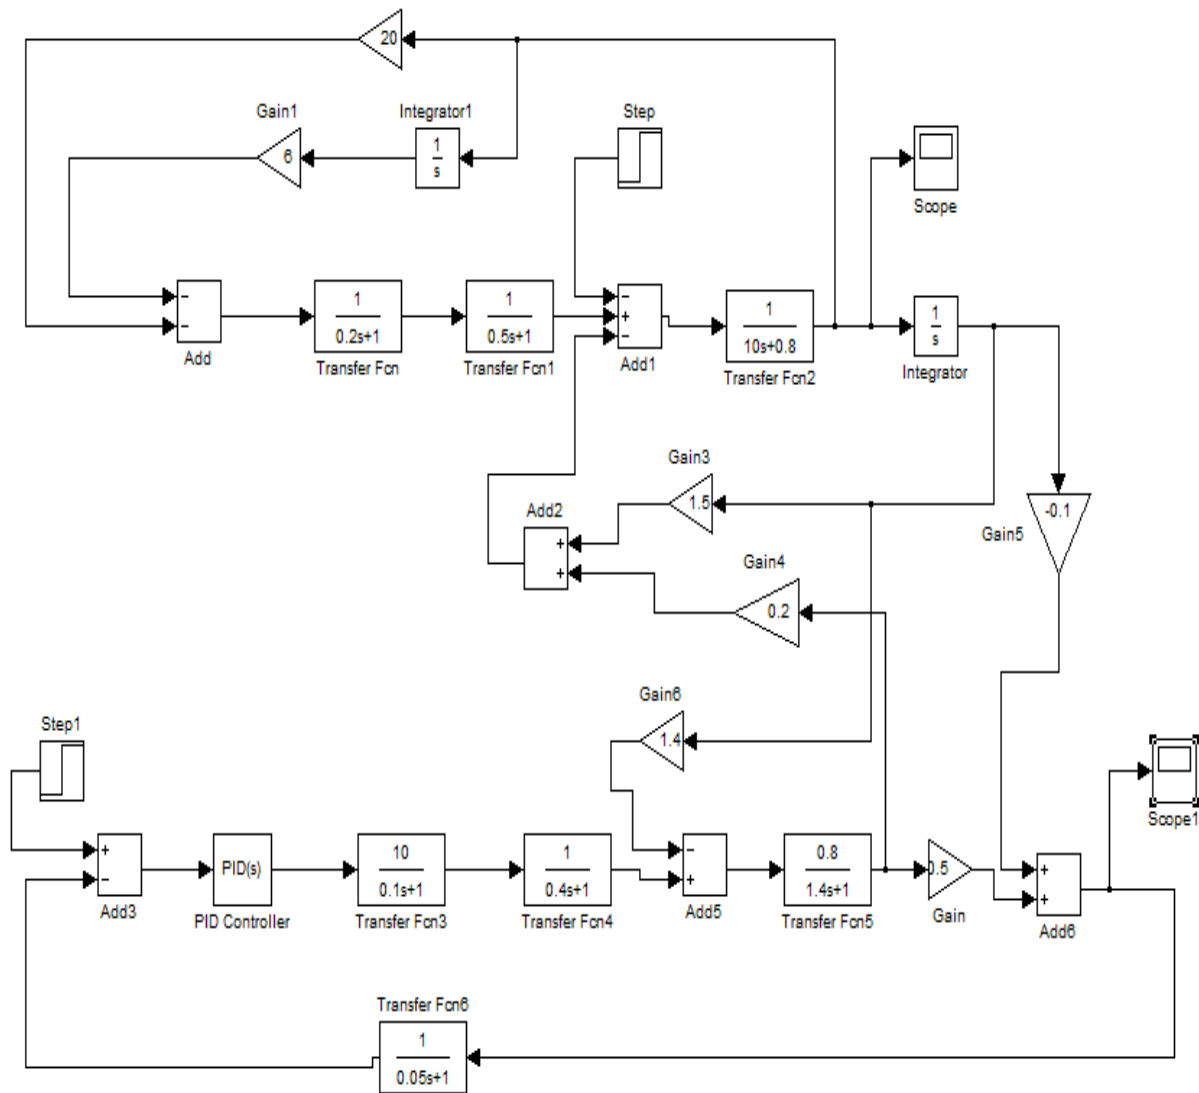 20
Gain1
Integrator1
Step
6
1
s
Scope
−
−
Add
1
0.2s+1
Transfer Fcn
1
0.5s+1
Transfer Fcn1
−
+
−
Add1
1
10s+0.8
Transfer Fcn2
1
s
Integrator
Gain3
1.5
Add2
+
+
Gain4
0.2
-0.1
Gain5
Gain6
1.4
Step1
Scope1
+
−
Add3
PID(s)
PID Controller
10
0.1s+1
Transfer Fcn3
1
0.4s+1
Transfer Fcn4
−
+
Add5
0.8
1.4s+1
Transfer Fcn5
0.5
Gain
+
+
Add6
Transfer Fcn6
1
0.05s+1